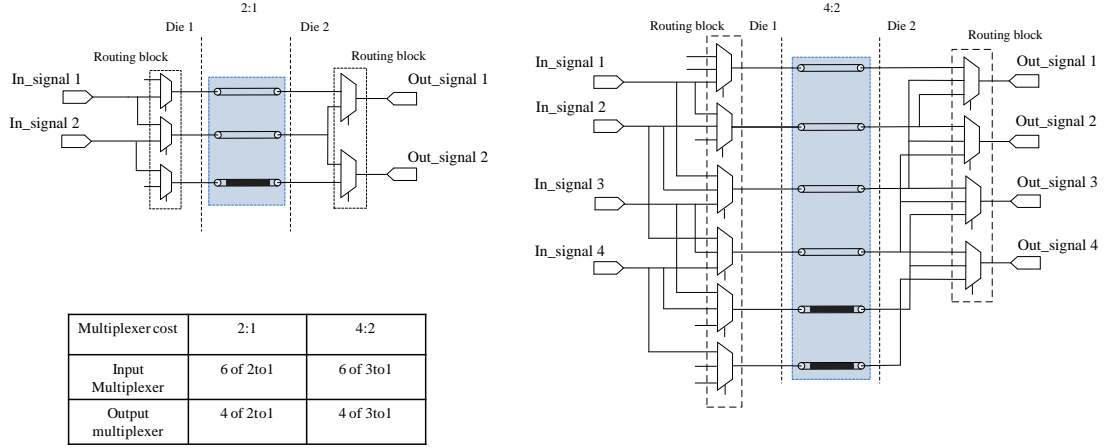 2:1
Die 1
Die 2
Routing block
Routing block
In_signal 1
In_signal 2
Out_signal 1
Out_signal 2
4:2
Routing block
Die 1
Die 2
Routing block
In_signal 1
In_signal 2
In_signal 3
In_signal 4
Out_signal 1
Out_signal 2
Out_signal 3
Out_signal 4
Multiplexer cost 2:1 4:2
Input
Multiplexer
6 of 2to1 6 of 3to1
Output
multiplexer
4 of 2to1 4 of 3to1